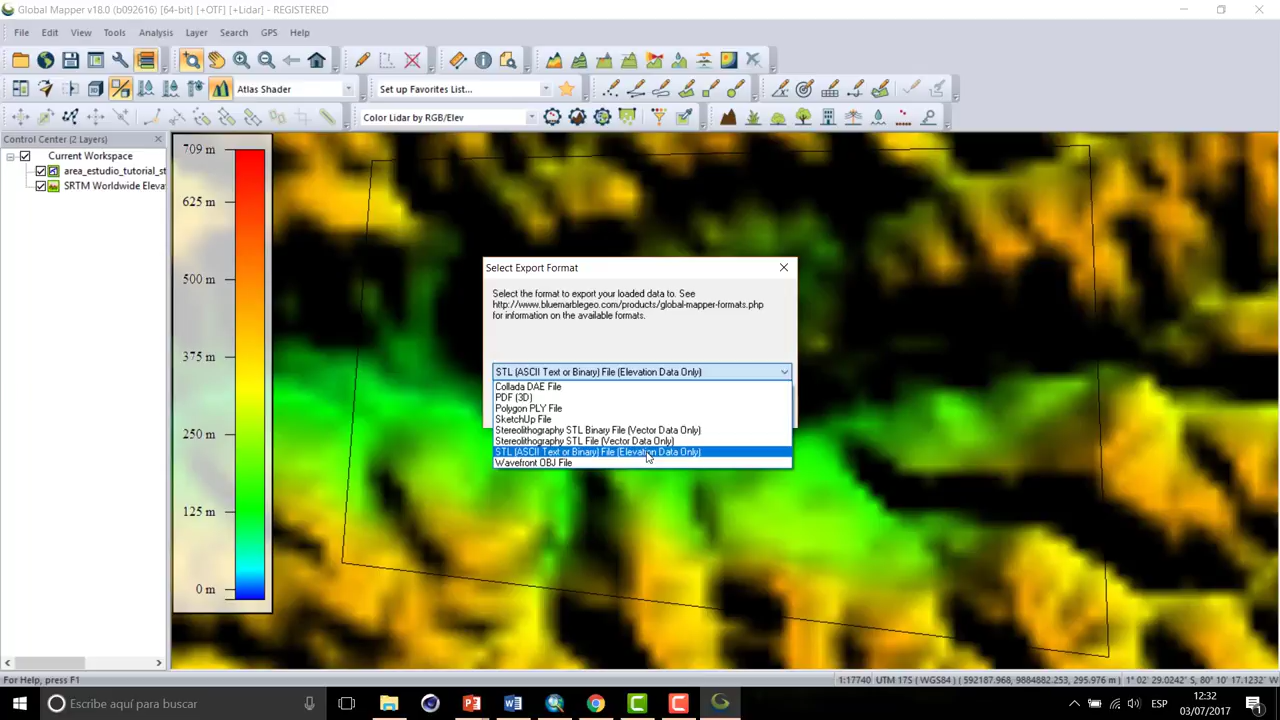 Global Mapper v18.0 (b092616) [64-bit] (+OTF) [+Lidar] - REGISTERED
File Edit View Tools Analysis Layer Search GPS Help
Atlas Shader
Set up Favorites List...
Color Lidar by RGB/Elev
Control Center (2 Layers)
Current Workspace
area_estudio_tutorial_st
SRTM Worldwide Eleva
709 m
625 m
500 m
375 m
250 m
125 m
0 m
Select Export Format
Select the format to export your loaded data to. See
http://www.bluemarblegeo.com/products/global-mapper-formats.php
for information on the available formats.
STL (ASCII Text or Binary) File (Elevation Data Only)
Collada DAE File
PDF (3D)
Polygon PLY File
SketchUp File
Stereolithography STL Binary File (Vector Data Only)
Stereolithography STL File (Vector Data Only)
STL (ASCII Text or Binary) File (Elevation Data Only)
Wavefront OBJ File
For Help, press F1
1:17740 UTM 17S (WGS84) ( 592187.968, 9884882.253, 295.976 m ) 1° 02' 29.0242" S, 80° 10' 17.1232" W
Escribe aquí para buscar
ESP
12:32
03/07/2017